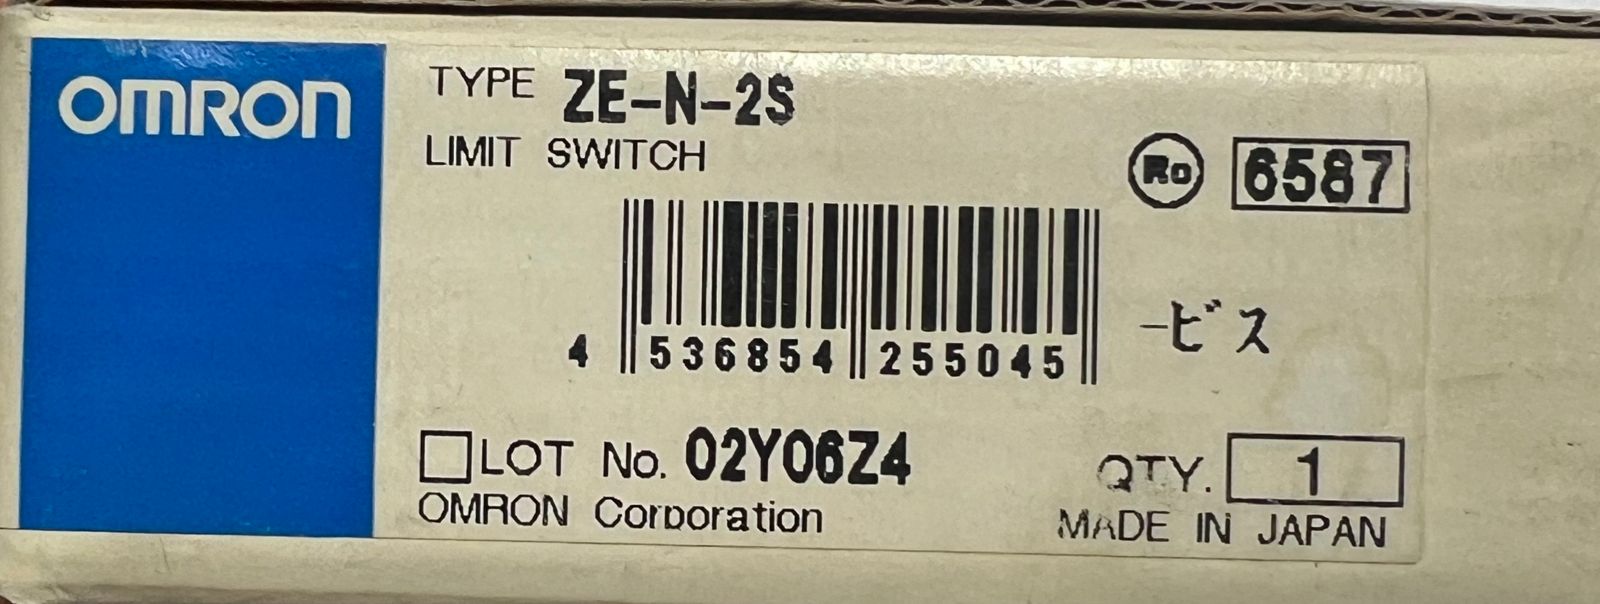 OMRON
TYPE ZE-N-2S
LIMIT SWITCH
Ro 6587
4 536854 255045
-ビス
LOT No. 02Y06Z4
QTY. 1
OMRON Corporation
MADE IN JAPAN